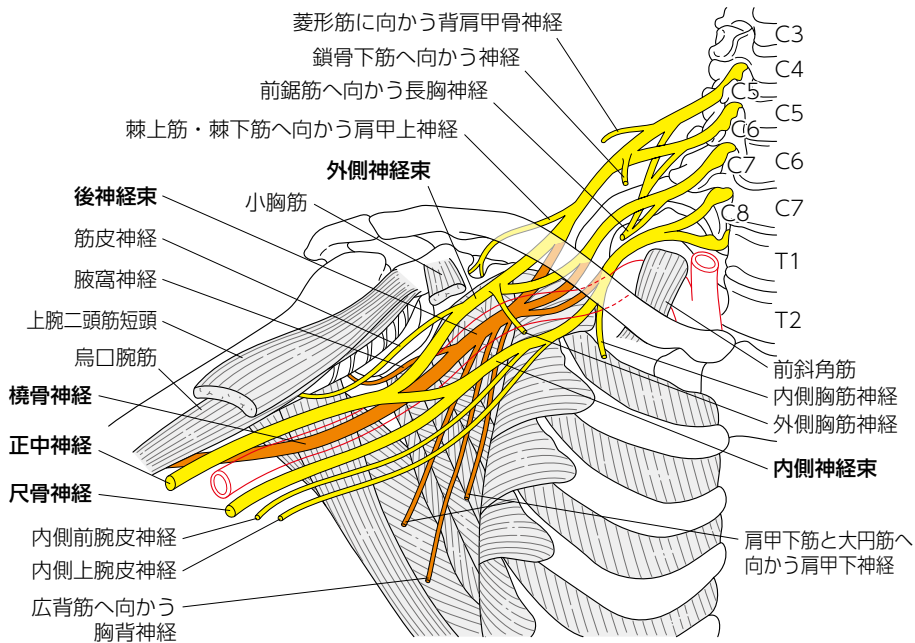 菱形筋に向かう背肩甲骨神経
鎖骨下筋へ向かう神経
前鋸筋へ向かう長胸神経
棘上筋・棘下筋へ向かう肩甲上神経
外側神経束
後神経束
小胸筋
筋皮神経
腋窩神経
上腕二頭筋短頭
烏口腕筋
橈骨神経
正中神経
尺骨神経
内側前腕皮神経
内側上腕皮神経
広背筋へ向かう
胸背神経
C3
C4
C5
C5
C6
C6
C7
C7
C8
T1
T2
前斜角筋
内側胸筋神経
外側胸筋神経
内側神経束
肩甲下筋と大円筋へ
向かう肩甲下神経